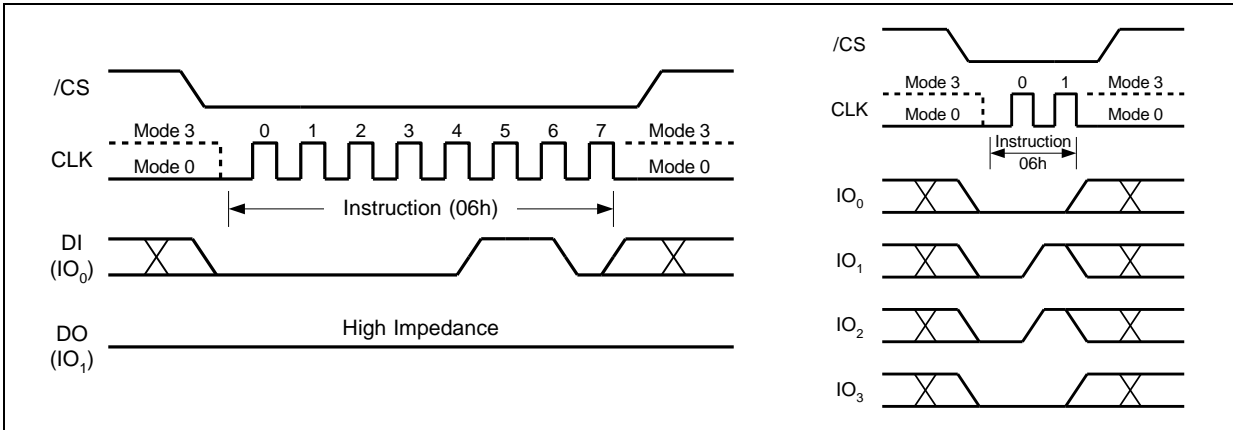 /CS
Mode 3
0 1 2 3 4 5 6 7
Mode 3
CLK
Mode 0
Mode 0
Instruction (06h)
DI
(IO0)
High Impedance
DO
(IO1)
/CS
Mode 3
0 1
Mode 3
CLK
Mode 0
Mode 0
Instruction
06h
IO0
IO1
IO2
IO3